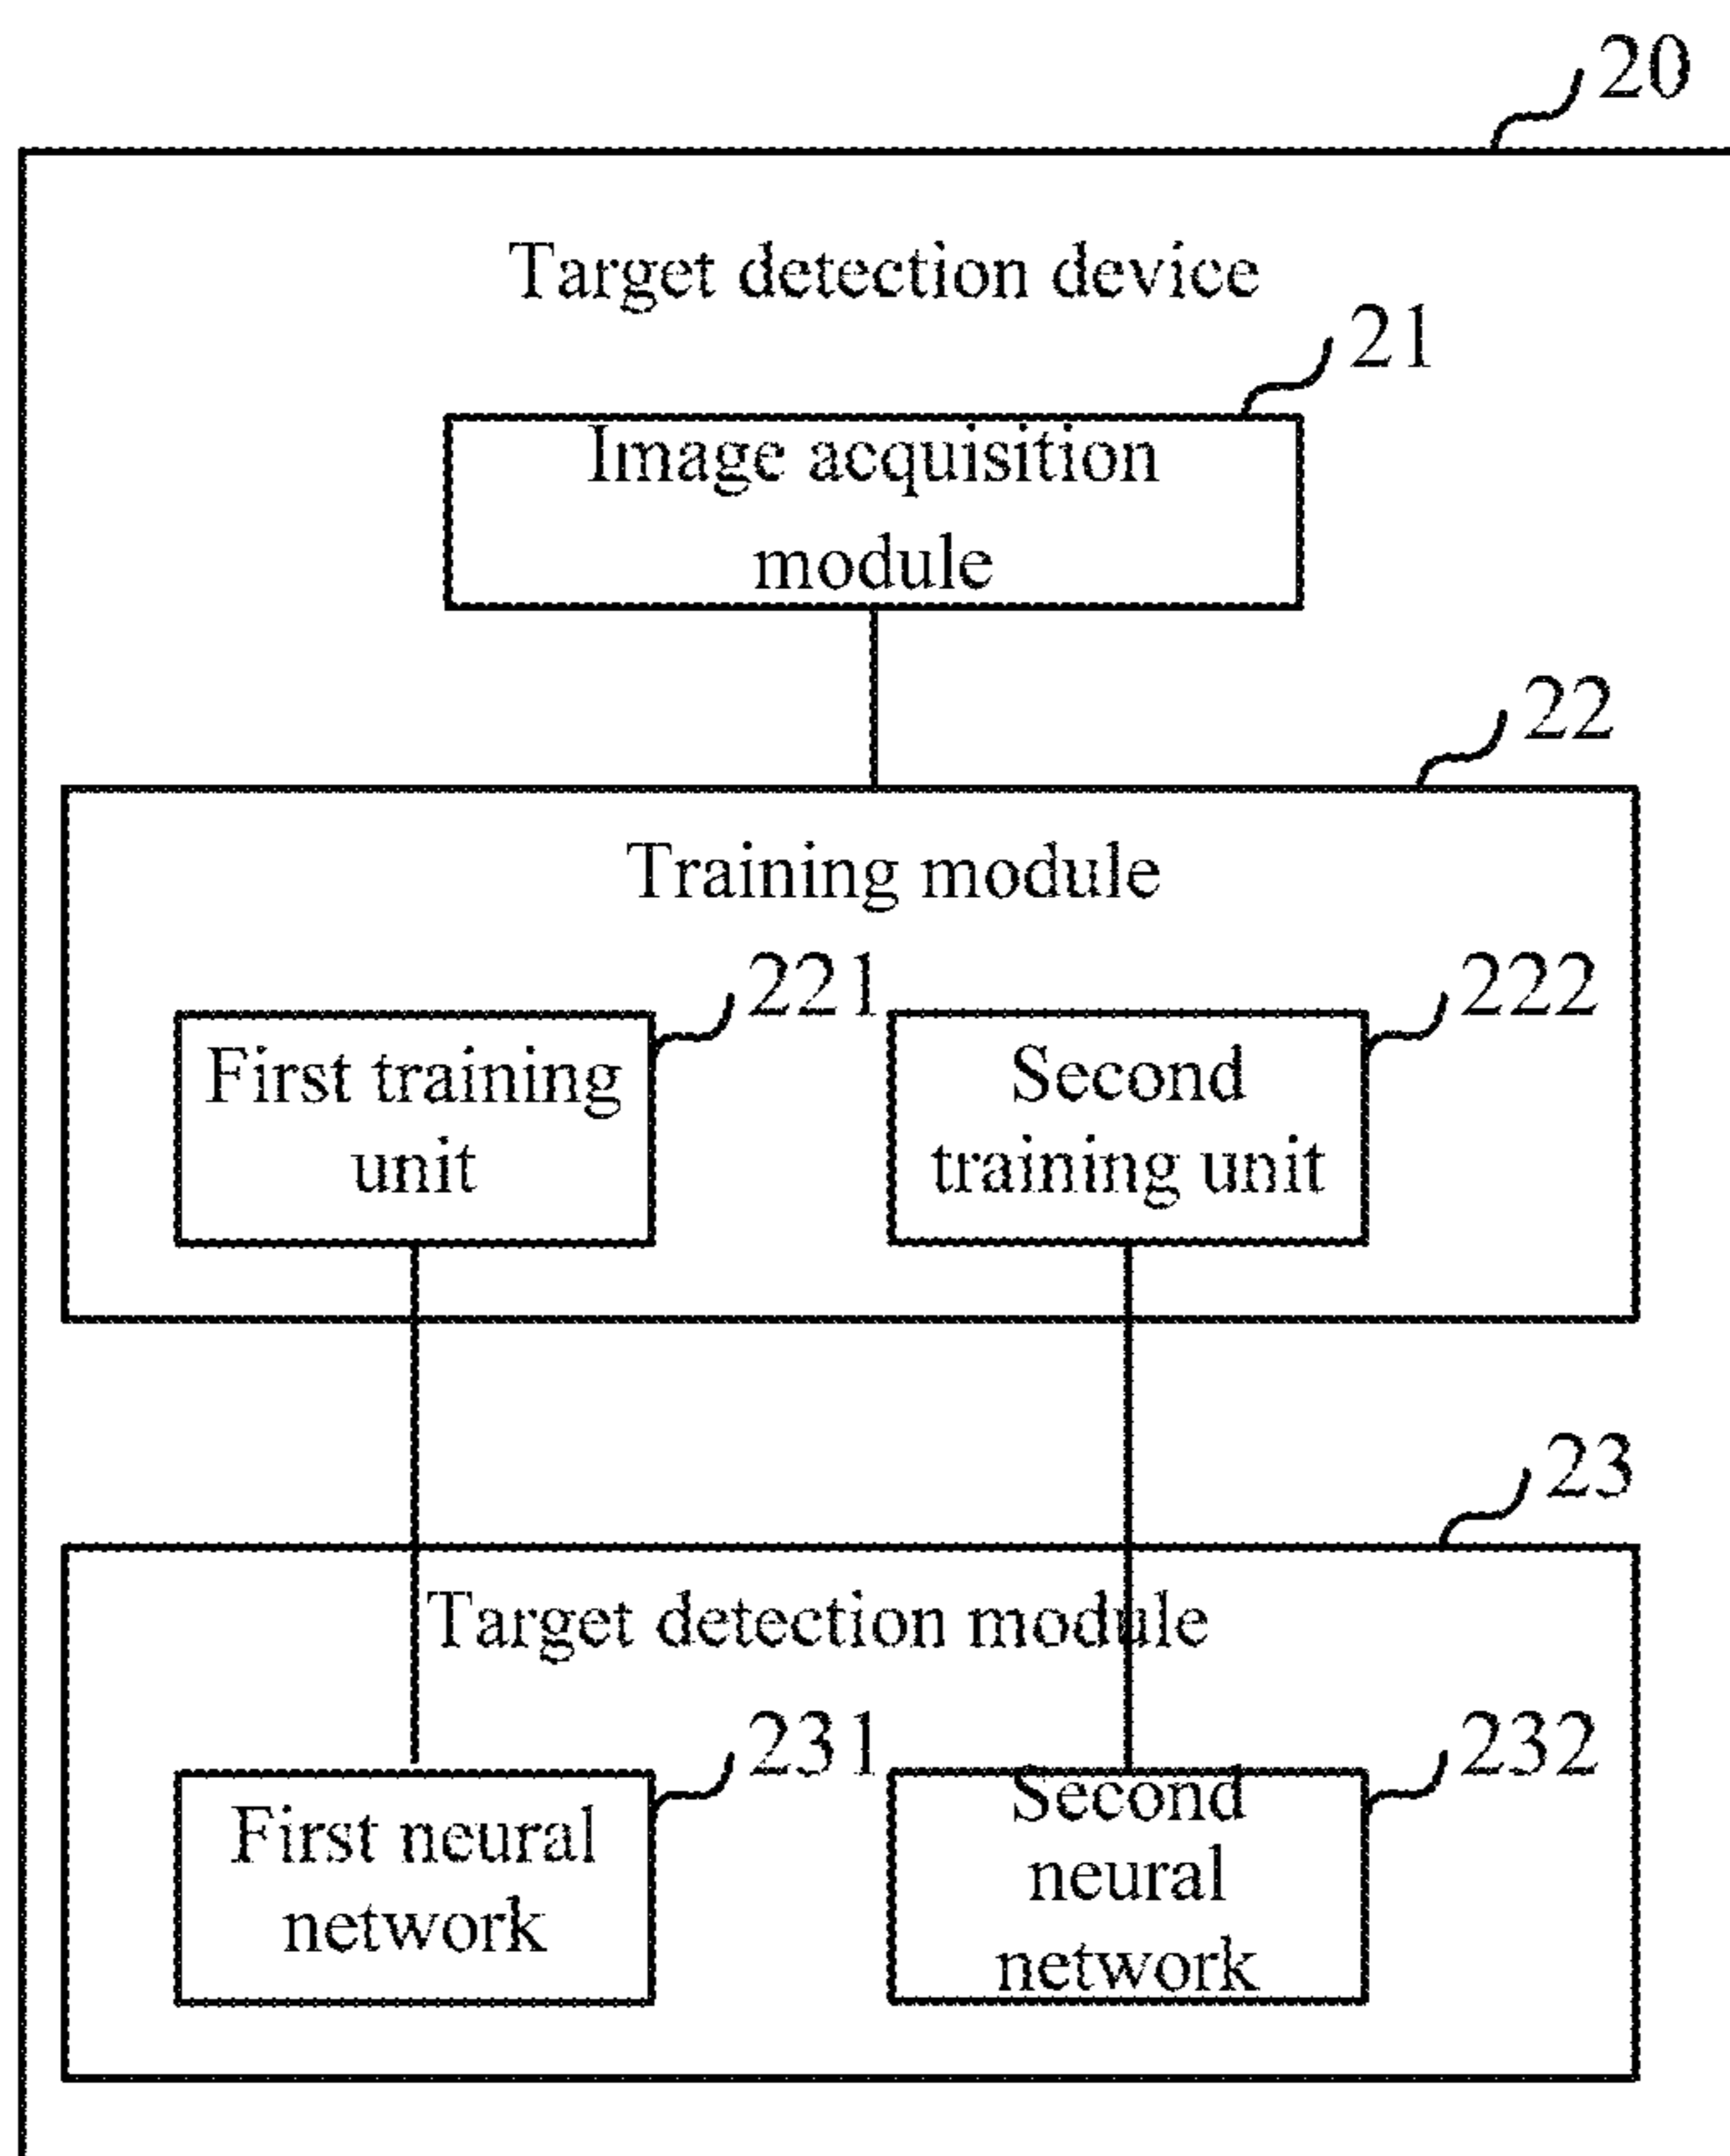 20
Target detection device
21
Image acquisition
module
22
Training module
221
222
First training
unit
Second
training unit
23
Target detection module
231
232
First neural
network
Second
neural
network